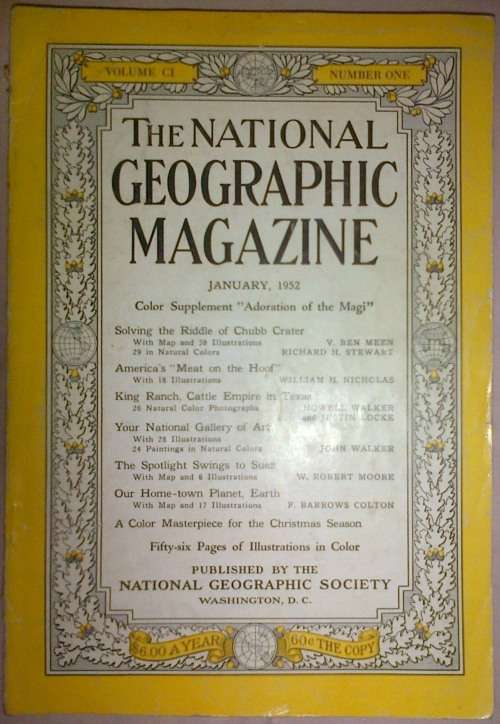 VOLUME CI NUMBER ONE
THE NATIONAL
GEOGRAPHIC
MAGAZINE
JANUARY, 1952
Color Supplement "Adoration of the Magi"
Solving the Riddle of Chubb Crater
With Map and 30 Illustrations V. BEN MEEN
29 in Natural Colors RICHARD H. STEWART
America's "Meat on the Hoof"
With 18 Illustrations WILLIAM H. NICHOLAS
King Ranch, Cattle Empire in Texas
26 Natural Color Photographs HOWELL WALKER
and JUSTIN LOCKE
Your National Gallery of Art
With 28 Illustrations
24 Paintings in Natural Colors JOHN WALKER
The Spotlight Swings to Suez
With Map and 6 Illustrations W. ROBERT MOORE
Our Home-town Planet, Earth
With Map and 17 Illustrations F. BARROWS COLTON
A Color Masterpiece for the Christmas Season
Fifty-six Pages of Illustrations in Color
PUBLISHED BY THE
NATIONAL GEOGRAPHIC SOCIETY
WASHINGTON, D. C.
$6.00 A YEAR 60¢ THE COPY